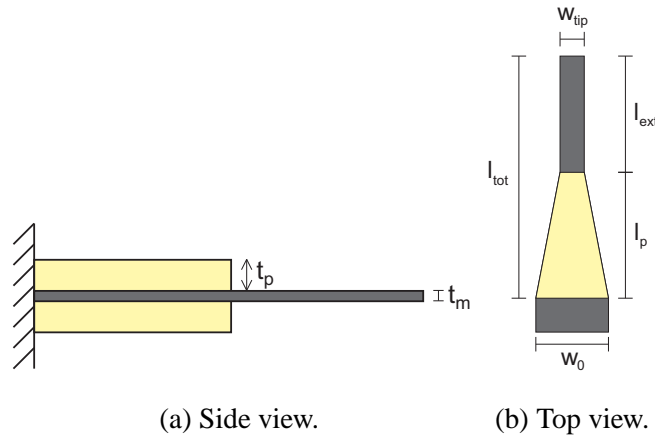 w_tip
l_ext
l_tot
l_p
t_p
t_m
w_0
(a) Side view.
(b) Top view.